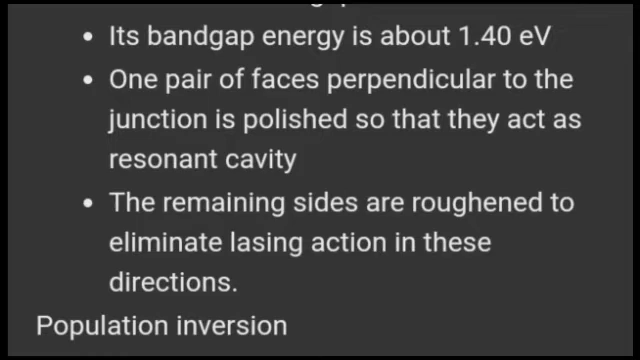 • Its bandgap energy is about 1.40 eV
• One pair of faces perpendicular to the
junction is polished so that they act as
resonant cavity
• The remaining sides are roughened to
eliminate lasing action in these
directions.
Population inversion